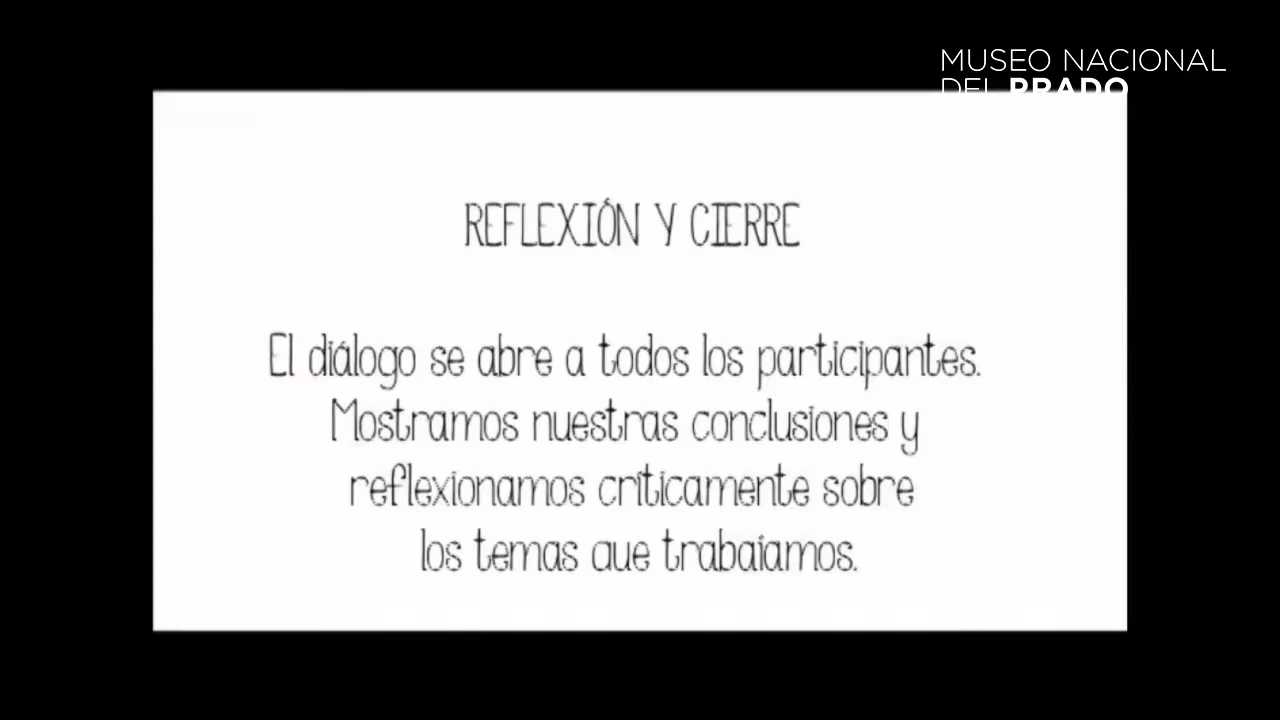 MUSEO NACIONAL
DEL PRADO
REFLEXIÓN Y CIERRE
El diálogo se abre a todos los participantes.
Mostramos nuestras conclusiones y
reflexionamos críticamente sobre
los temas que trabajamos.